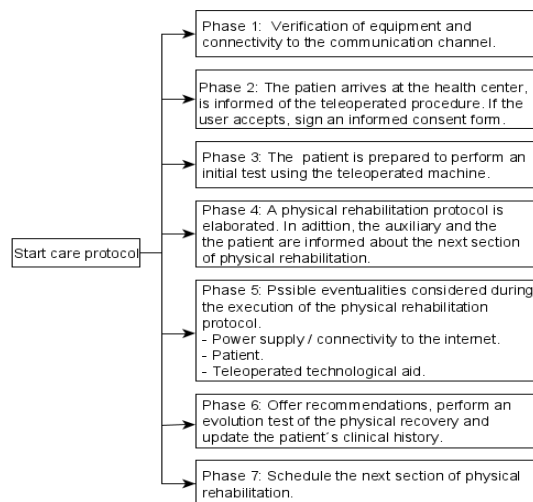 Phase 1: Verification of equipment and
connectivity to the communication channel.
Phase 2: The patien arrives at the health center,
is informed of the teleoperated procedure. If the
user accepts, sign an informed consent form.
Phase 3: The patient is prepared to perform an
initial test using the teleoperated machine.
Phase 4: A physical rehabilitation protocol is
elaborated. In adittion, the auxiliary and the
the patient are informed about the next section
of physical rehabilitation.
Start care protocol
Phase 5: Pssible eventualities considered during
the execution of the physical rehabilitation
protocol.
- Power supply / connectivity to the internet.
- Patient.
- Teleoperated technological aid.
Phase 6: Offer recommendations, perform an
evolution test of the physical recovery and
update the patient´s clinical history.
Phase 7: Schedule the next section of physical
rehabilitation.